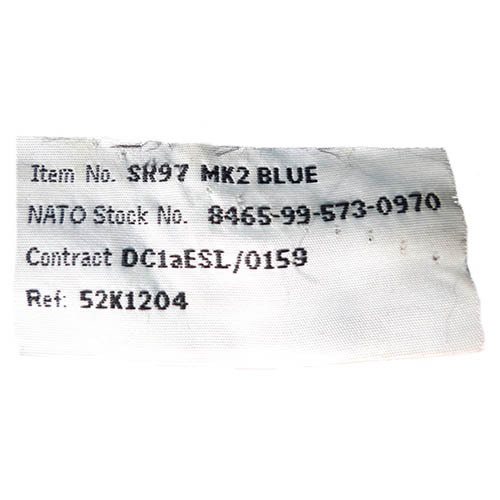 Item No. SR97 MK2 BLUE
NATO Stock No. 8465-99-573-0970
Contract DC1aESL/0159
Ref: 52K1204